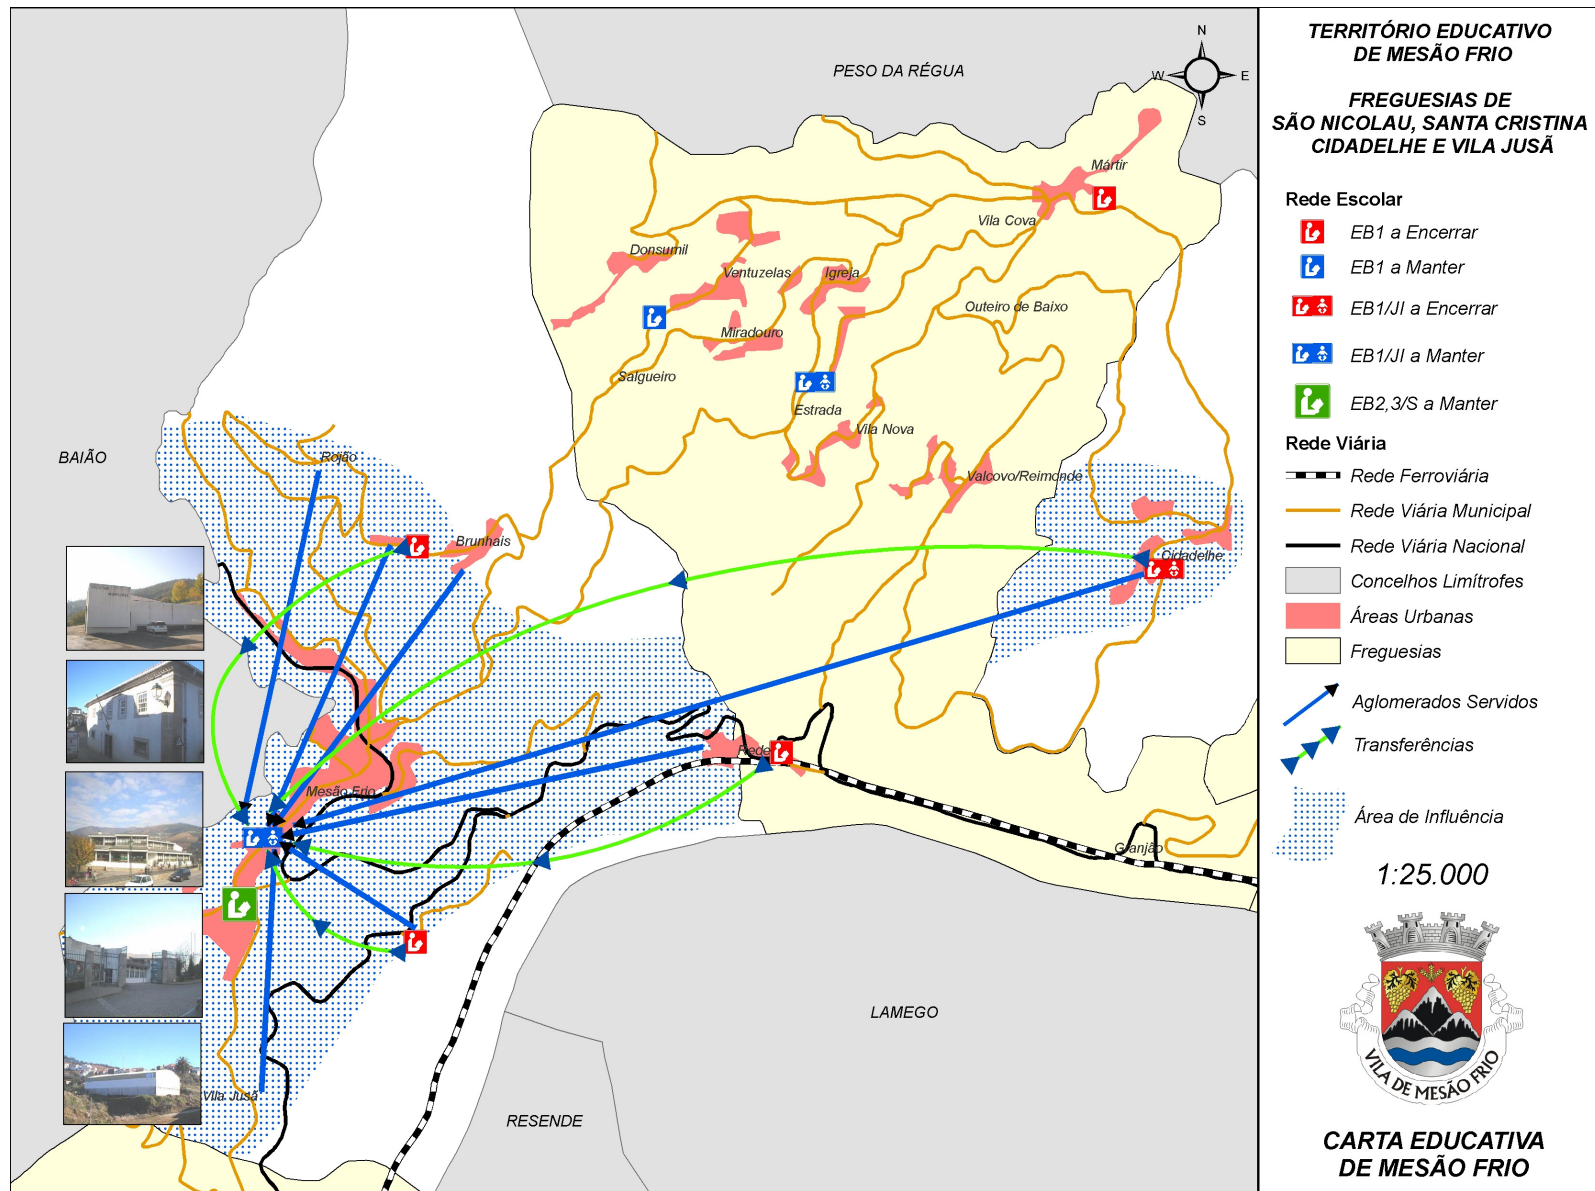 PESO DA RÉGUA
N
W
E
S
Mártir
Vila Cova
Donsumil
Ventuzelas
Igreja
Outeiro de Baixo
Miradouro
Salgueiro
Estrada
Vila Nova
Valcovo/Reimonde
BAIÃO
Rojão
Brunhais
Cidadelhe
Rede
Mesão Frio
Granjão
Vila Jusã
LAMEGO
RESENDE
TERRITÓRIO EDUCATIVO
DE MESÃO FRIO
FREGUESIAS DE
SÃO NICOLAU, SANTA CRISTINA
CIDADELHE E VILA JUSÃ
Rede Escolar
EB1 a Encerrar
EB1 a Manter
EB1/JI a Encerrar
EB1/JI a Manter
EB2,3/S a Manter
Rede Viária
Rede Ferroviária
Rede Viária Municipal
Rede Viária Nacional
Concelhos Limítrofes
Áreas Urbanas
Freguesias
Aglomerados Servidos
Transferências
Área de Influência
1:25.000
VILA DE MESÃO FRIO
CARTA EDUCATIVA
DE MESÃO FRIO